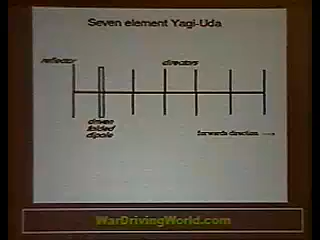 Seven element Yagi-Uda
reflector
directors
driven
folded
dipole
forwards direction
WarDrivingWorld.com